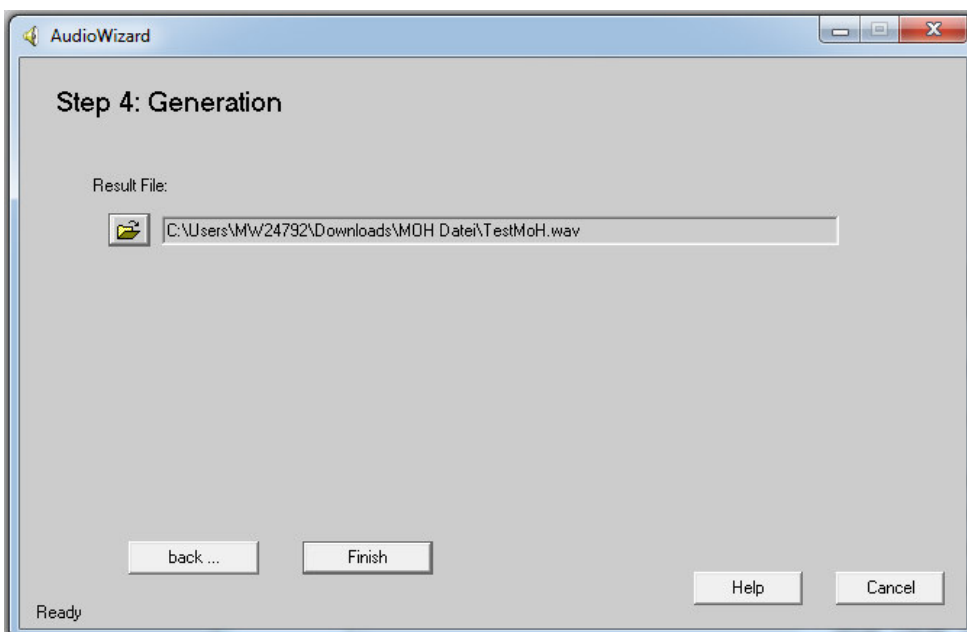 AudioWizard
Step 4: Generation
Result File:
C:\Users\MW24792\Downloads\MOH Datei\TestMoH.wav
back ... Finish
Help Cancel
Ready